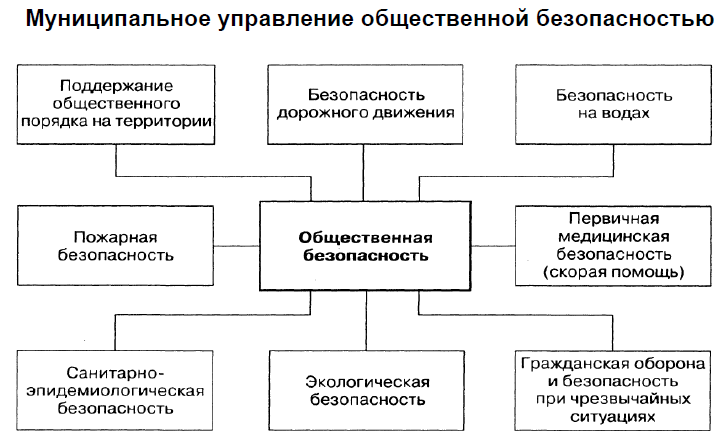 Муниципальное управление общественной безопасностью
Поддержание
общественного
порядка на территории
Безопасность
дорожного движения
Безопасность
на водах
Пожарная
безопасность
Общественная
безопасность
Первичная
медицинская
безопасность
(скорая помощь)
Санитарно-
эпидемиологическая
безопасность
Экологическая
безопасность
Гражданская оборона
и безопасность
при чрезвычайных
ситуациях